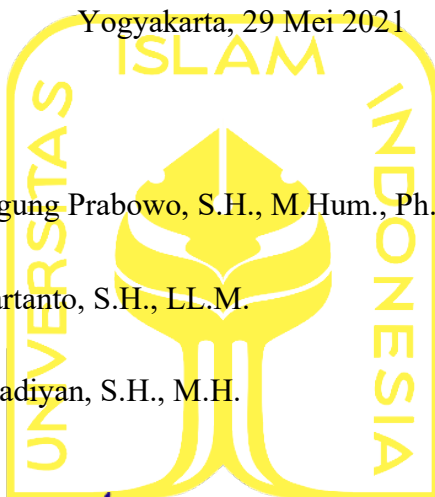 Yogyakarta, 29 Mei 2021
ISLAM
UNIVERSITAS
INDONESIA
gung Prabowo, S.H., M.Hum., Ph.
artanto, S.H., LL.M.
adiyan, S.H., M.H.